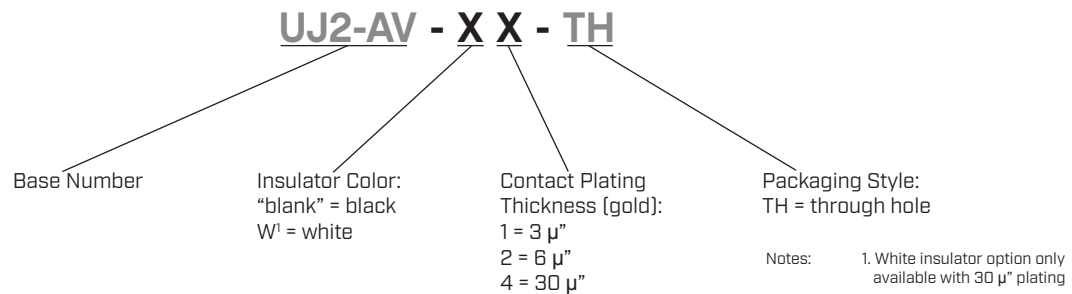 UJ2-AV - X X - TH
Base Number
Insulator Color:
“blank” = black
W¹ = white
Contact Plating
Thickness (gold):
1 = 3 µ”
2 = 6 µ”
4 = 30 µ”
Packaging Style:
TH = through hole
Notes: 1. White insulator option only
available with 30 µ” plating